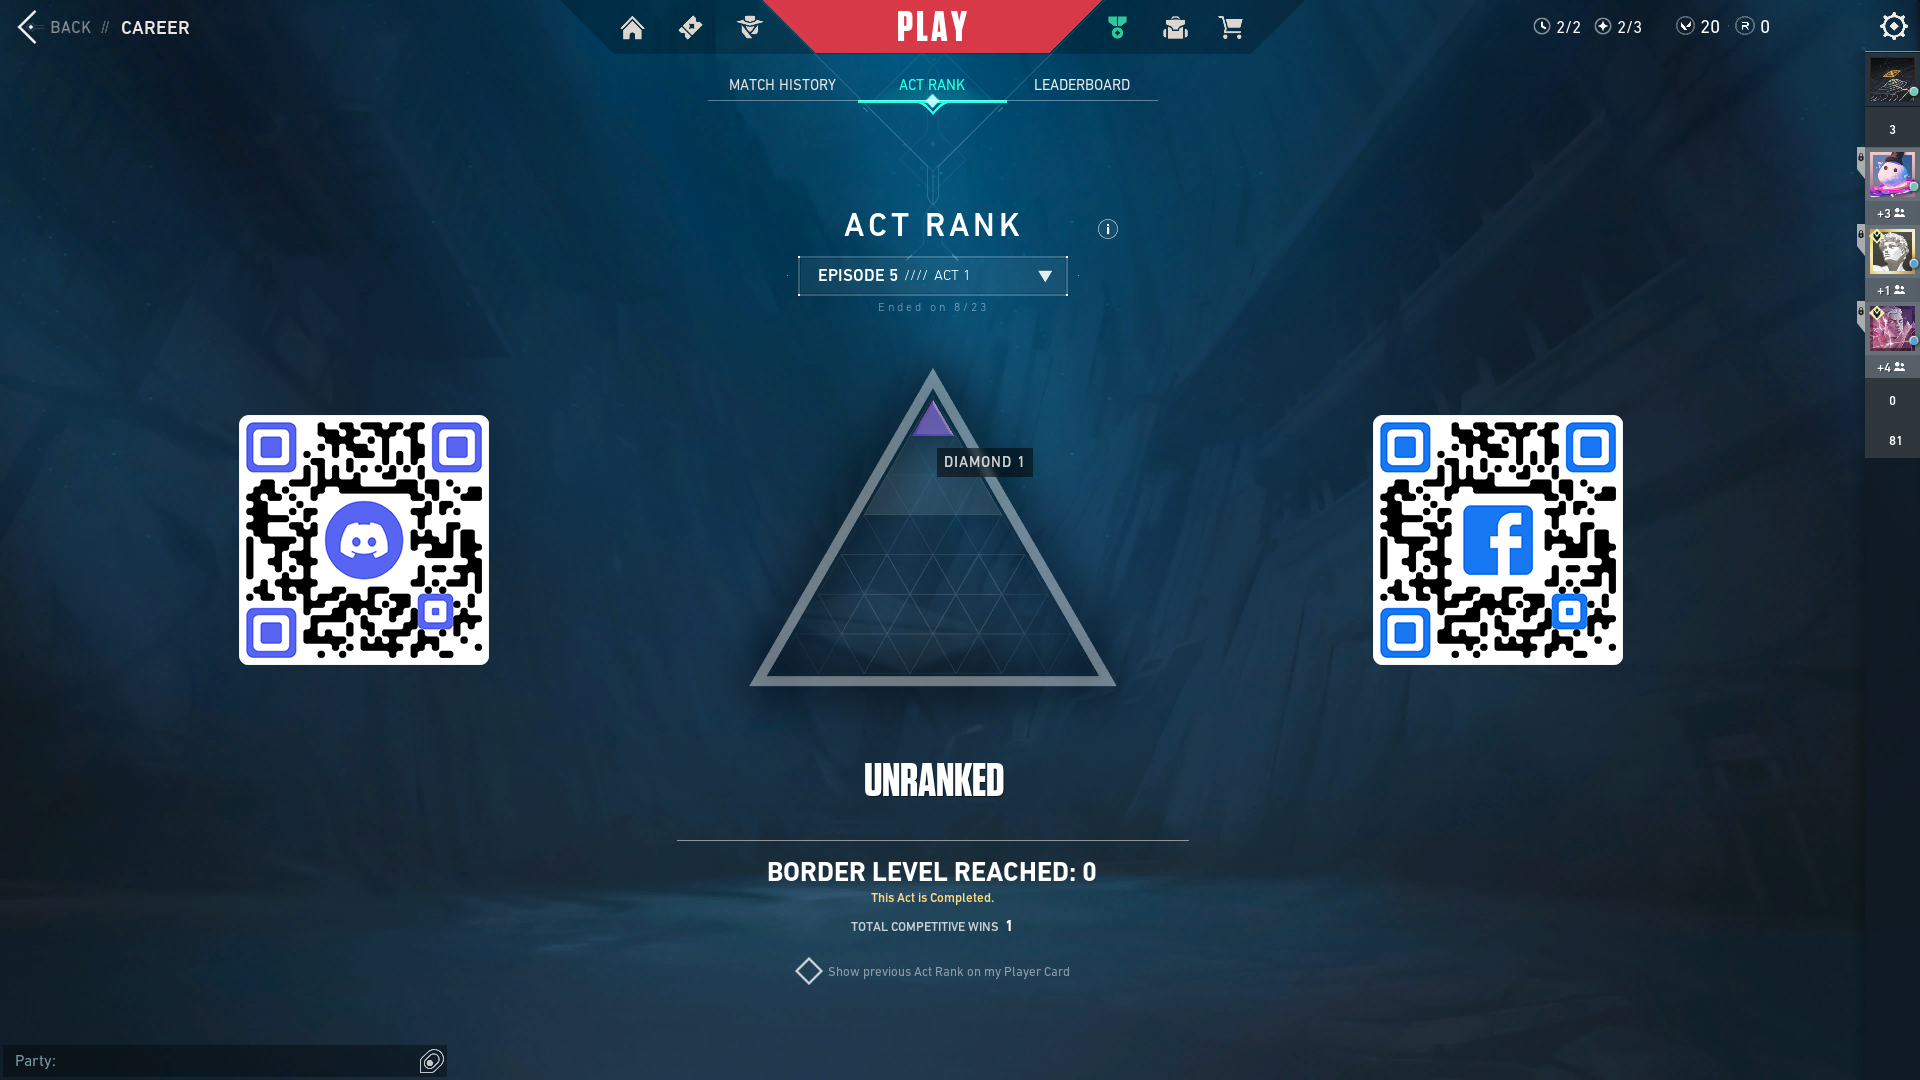 BACK // CAREER
PLAY
2/2 2/3 20 R 0
MATCH HISTORY ACT RANK LEADERBOARD
3
ACT RANK
+3
EPISODE 5 //// ACT 1
+1
Ended on 8/23
+4
0
81
DIAMOND 1
UNRANKED
BORDER LEVEL REACHED: 0
This Act is Completed.
TOTAL COMPETITIVE WINS 1
Show previous Act Rank on my Player Card
Party: